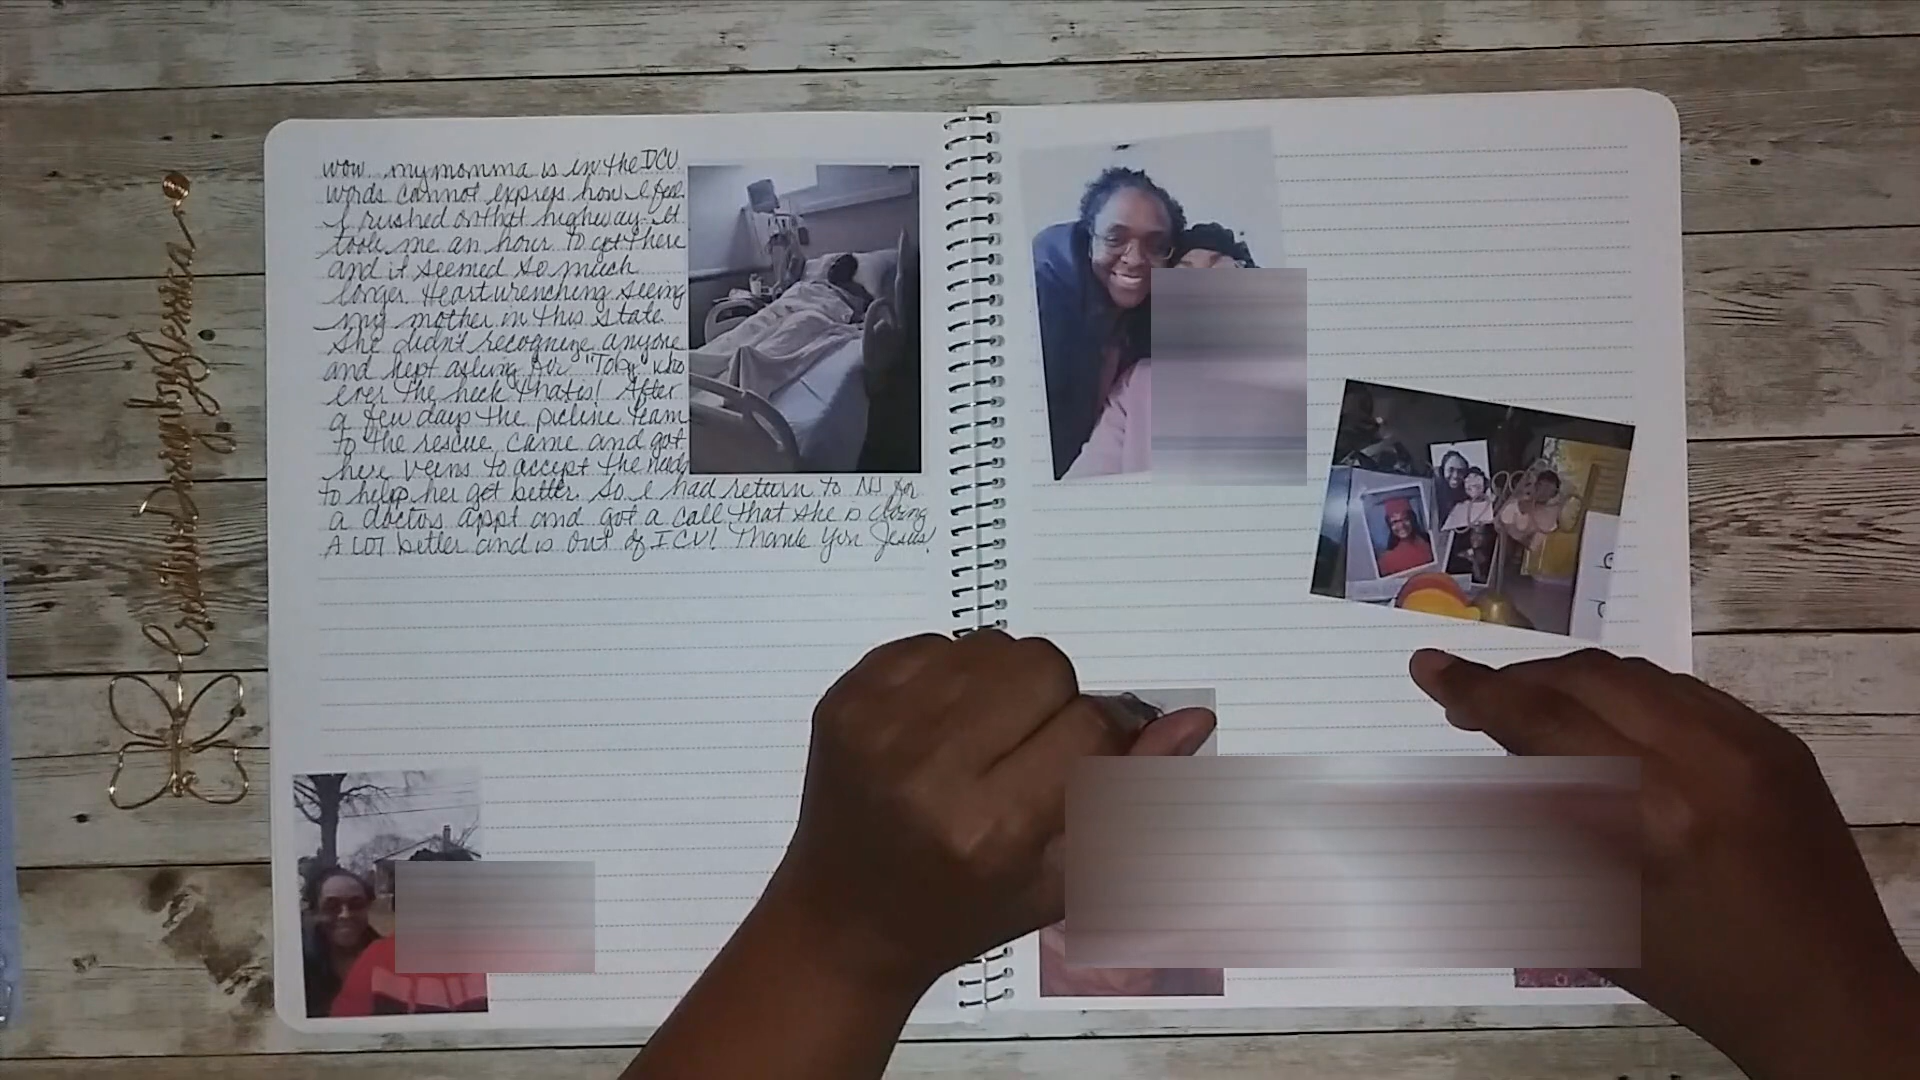 wow my momma is in the ICU
words cannot express how I feel
I rushed on that highway. It
took me an hour to get there
and it seemed so much
longer. Heartwrenching seeing
my mother in this state.
She didn't recognize anyone
and kept asking for "Tory" who
ever the heck that is! After
a few days the picline team
to the rescue came and got
here veins to accept the meds
to help her get better. So I had return to NJ for
a doctors appt and got a call that she is doing
A LOT better and is out of ICU! Thank You Jesus!
CreativeDesignsbyJessica